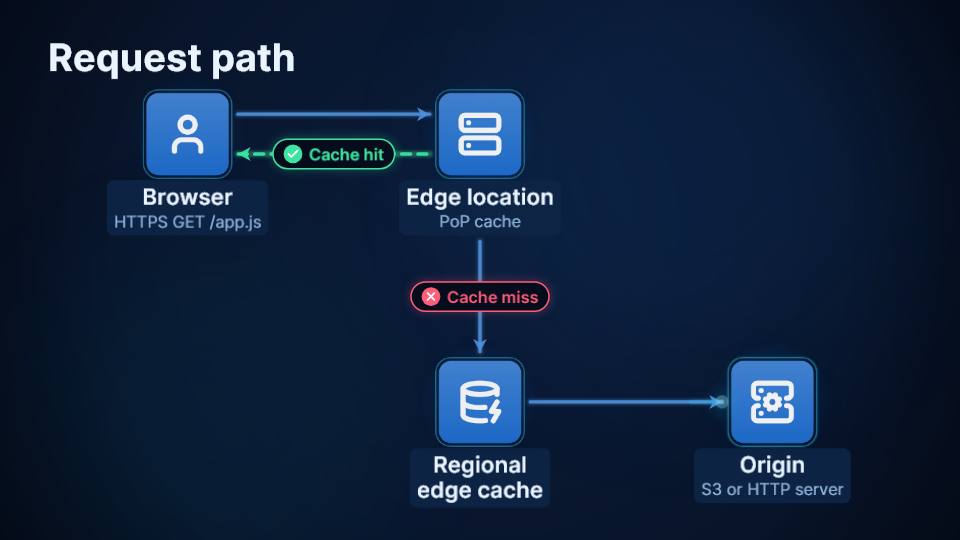 Request path
Cache hit
Browser
HTTPS GET /app.js
Edge location
PoP cache
Cache miss
Regional
edge cache
Origin
S3 or HTTP server